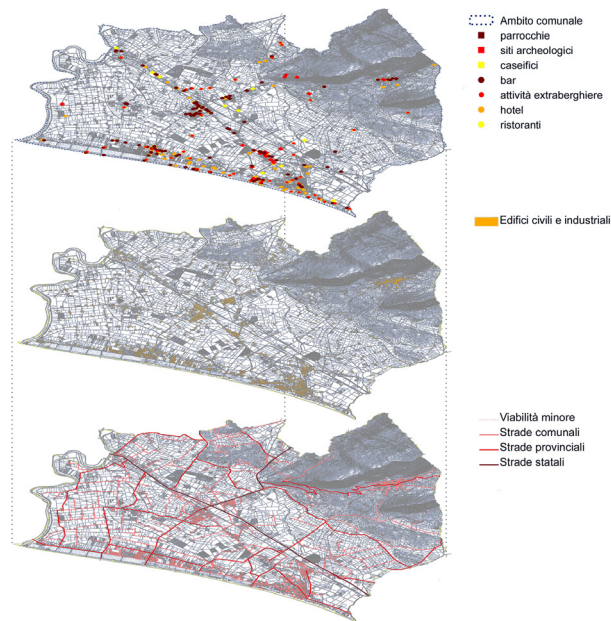 Ambito comunale
parrocchie
siti archeologici
caseifici
bar
attività extraberghiere
hotel
ristoranti
Edifici civili e industriali
Viabilità minore
Strade comunali
Strade provinciali
Strade statali